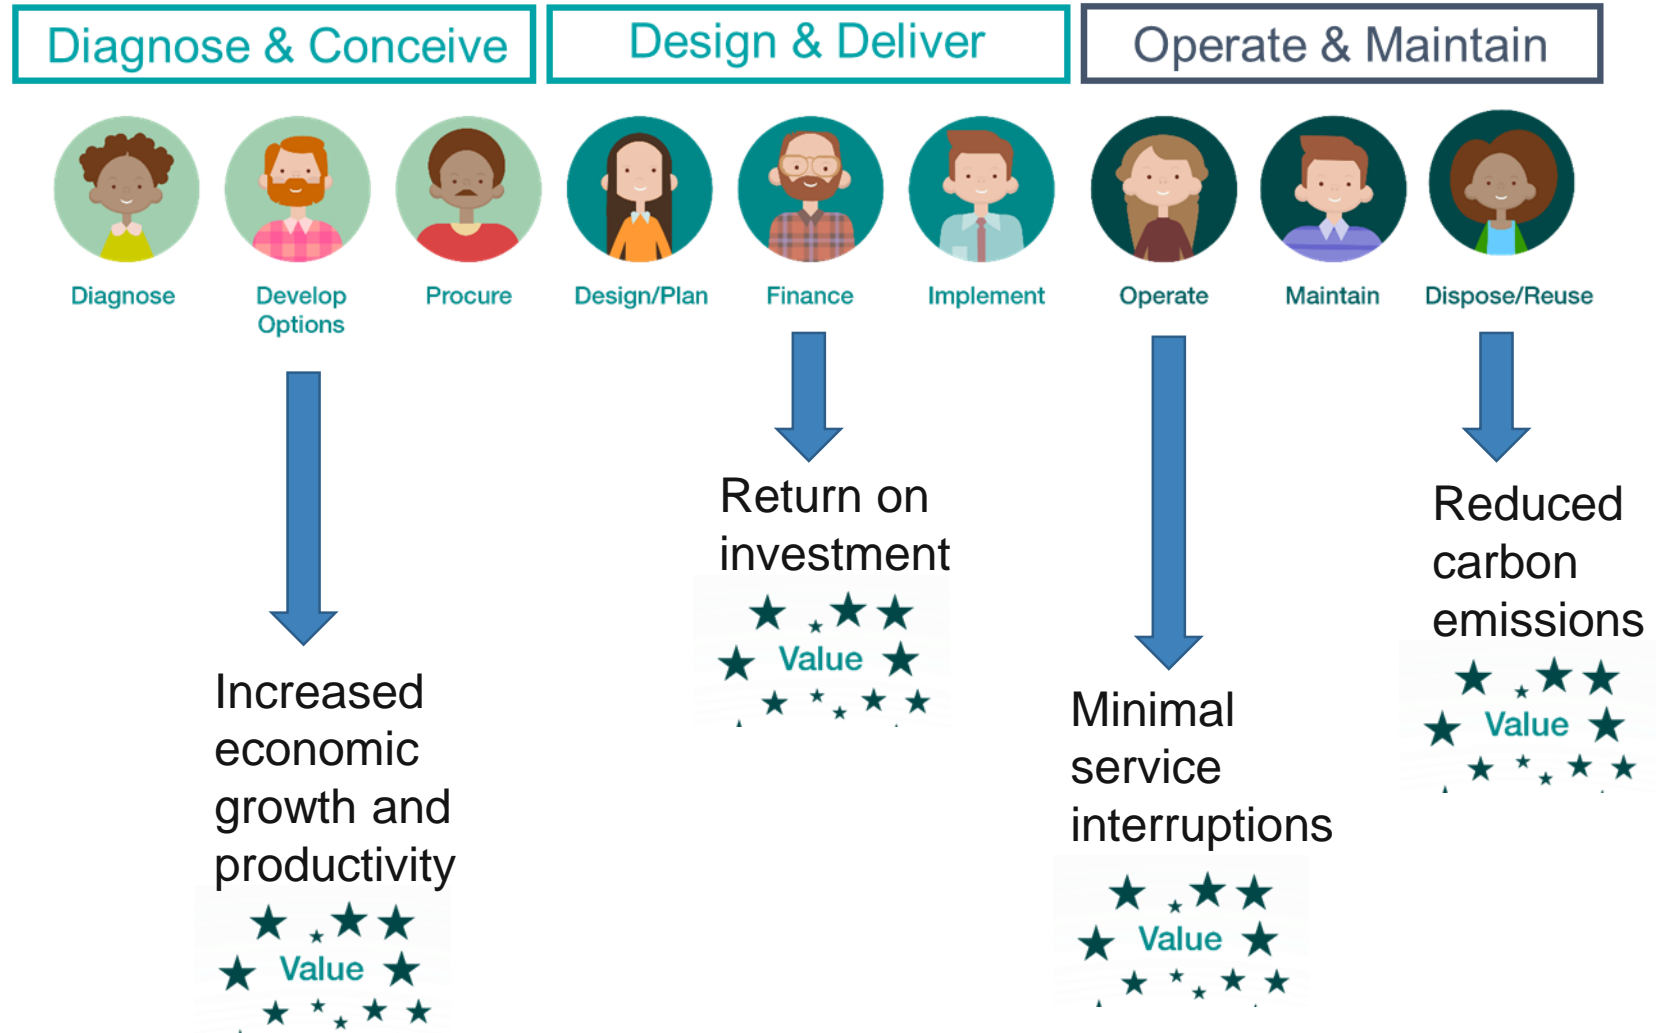 Diagnose & Conceive
Design & Deliver
Operate & Maintain
Diagnose
Develop
Options
Procure
Design/Plan
Finance
Implement
Operate
Maintain
Dispose/Reuse
Increased
economic
growth and
productivity
Value
Return on
investment
Value
Minimal
service
interruptions
Value
Reduced
carbon
emissions
Value